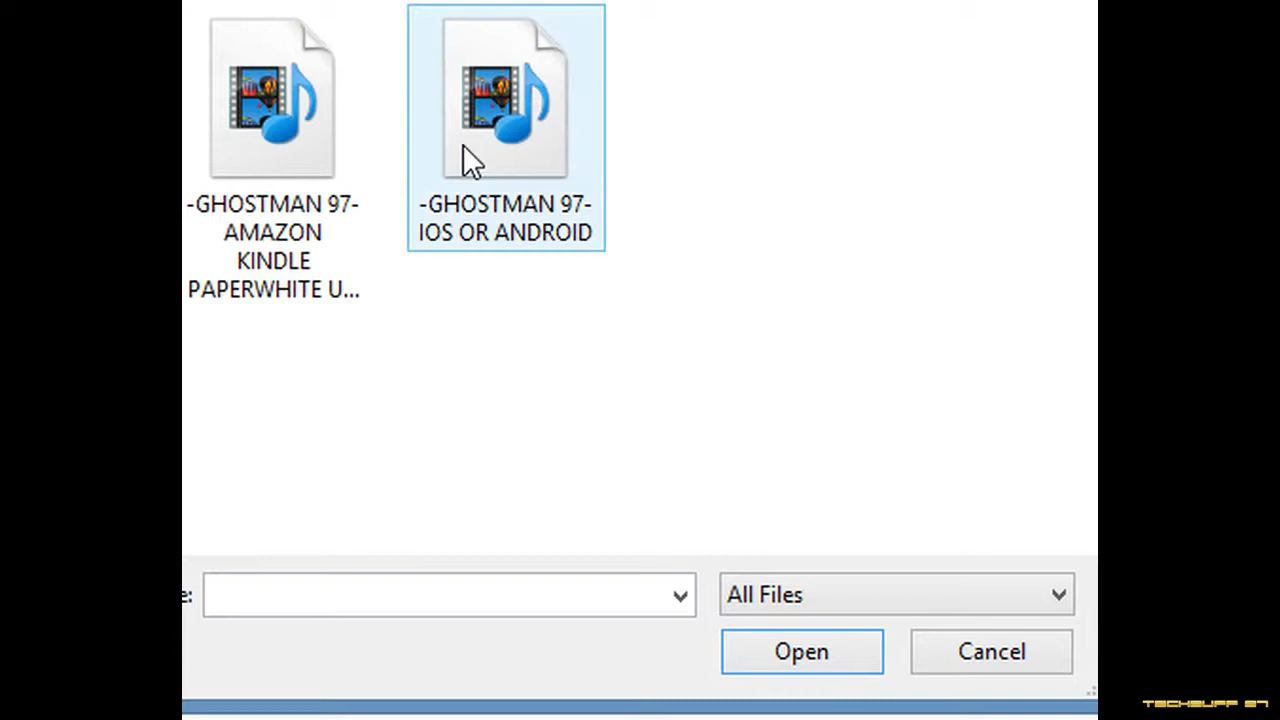 -GHOSTMAN 97-
AMAZON
KINDLE
PAPERWHITE U...
-GHOSTMAN 97-
IOS OR ANDROID
e:
All Files
Open
Cancel